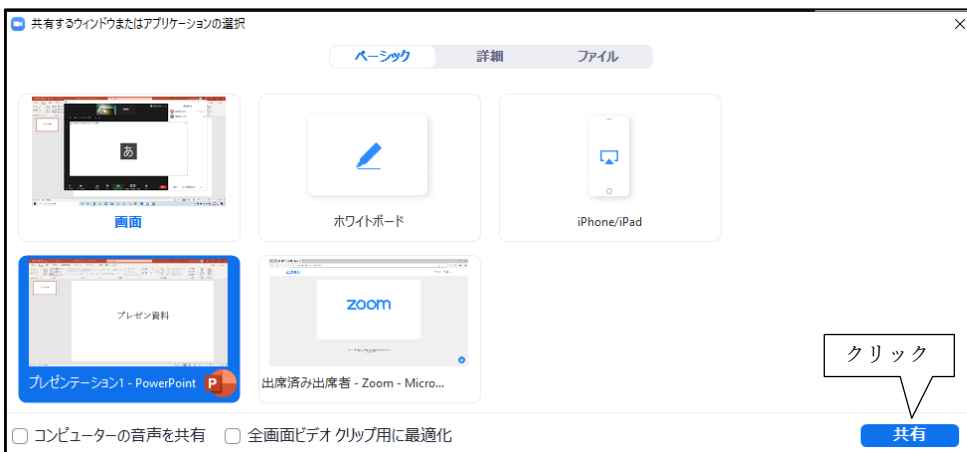 共有するウィンドウまたはアプリケーションの選択
ベーシック 詳細 ファイル
あ
画面
ホワイトボード
iPhone/iPad
プレゼン資料
zoom
zoom
プレゼンテーション1 - PowerPoint P
出席済み出席者 - Zoom - Micro...
クリック
コンピューターの音声を共有 全画面ビデオ クリップ用に最適化 共有